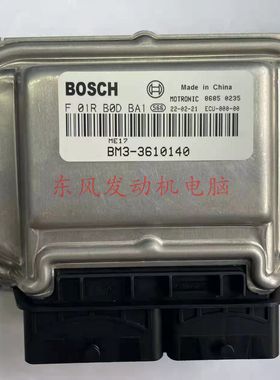 BOSCH
Made in China
MOTRONIC 0605 0235
F 01R B0D BA1 S66 22-02-21 ECU-000-00
ME17
BM3-3610140
东风发动机电脑